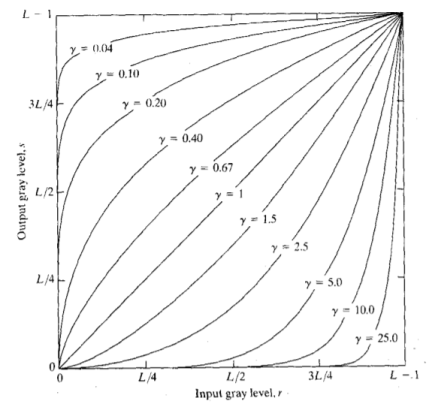 L − 1
γ = 0.04
γ = 0.10
γ = 0.20
3L/4
γ = 0.40
γ = 0.67
L/2
γ = 1
γ = 1.5
γ = 2.5
L/4
γ = 5.0
γ = 10.0
γ = 25.0
0
0
L/4
L/2
3L/4
L − 1
Output gray level, s
Input gray level, r